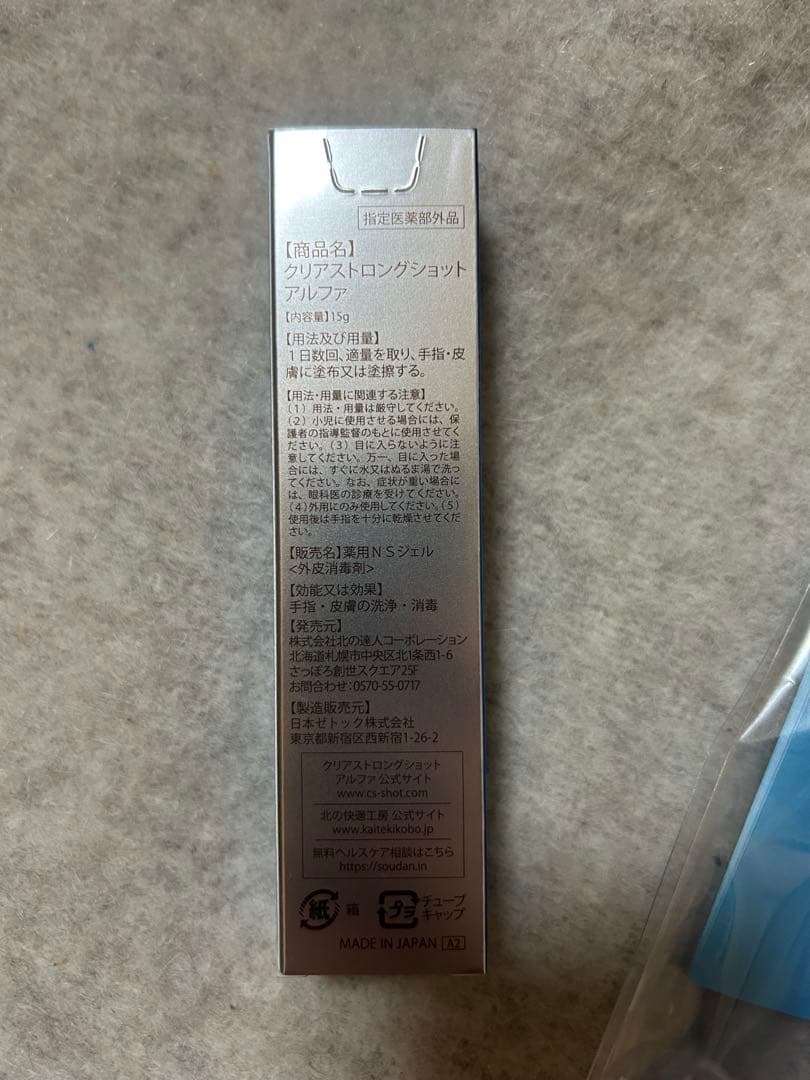 指定医薬部外品
【商品名】
クリアストロングショット
アルファ
【内容量】15g
【用法及び用量】
1日数回、適量を取り、手指・皮
膚に塗布又は塗擦する。
【用法・用量に関連する注意】
(1)用法・用量は厳守してください。
(2)小児に使用させる場合には、保
護者の指導監督のもとに使用させてく
ださい。(3)目に入らないように注
意してください。万一、目に入った場
合には、すぐに水又はぬるま湯で洗っ
てください。なお、症状が重い場合に
は、眼科医の診療を受けてください。
(4)外用にのみ使用してください。(5)
使用後は手指を十分に乾燥させてくだ
さい。
【販売名】薬用NSジェル
<外皮消毒剤>
【効能又は効果】
手指・皮膚の洗浄・消毒
【発売元】
株式会社北の達人コーポレーション
北海道札幌市中央区北1条西1-6
さっぽろ創世スクエア25F
お問合わせ:0570-55-0717
【製造販売元】
日本ゼトック株式会社
東京都新宿区西新宿1-26-2
クリアストロングショット
アルファ 公式サイト
www.cs-shot.com
北の快適工房 公式サイト
www.kaitekikobo.jp
無料ヘルスケア相談はこちら
https://soudan.in
紙 箱 プラ チューブ
キャップ
MADE IN JAPAN A2